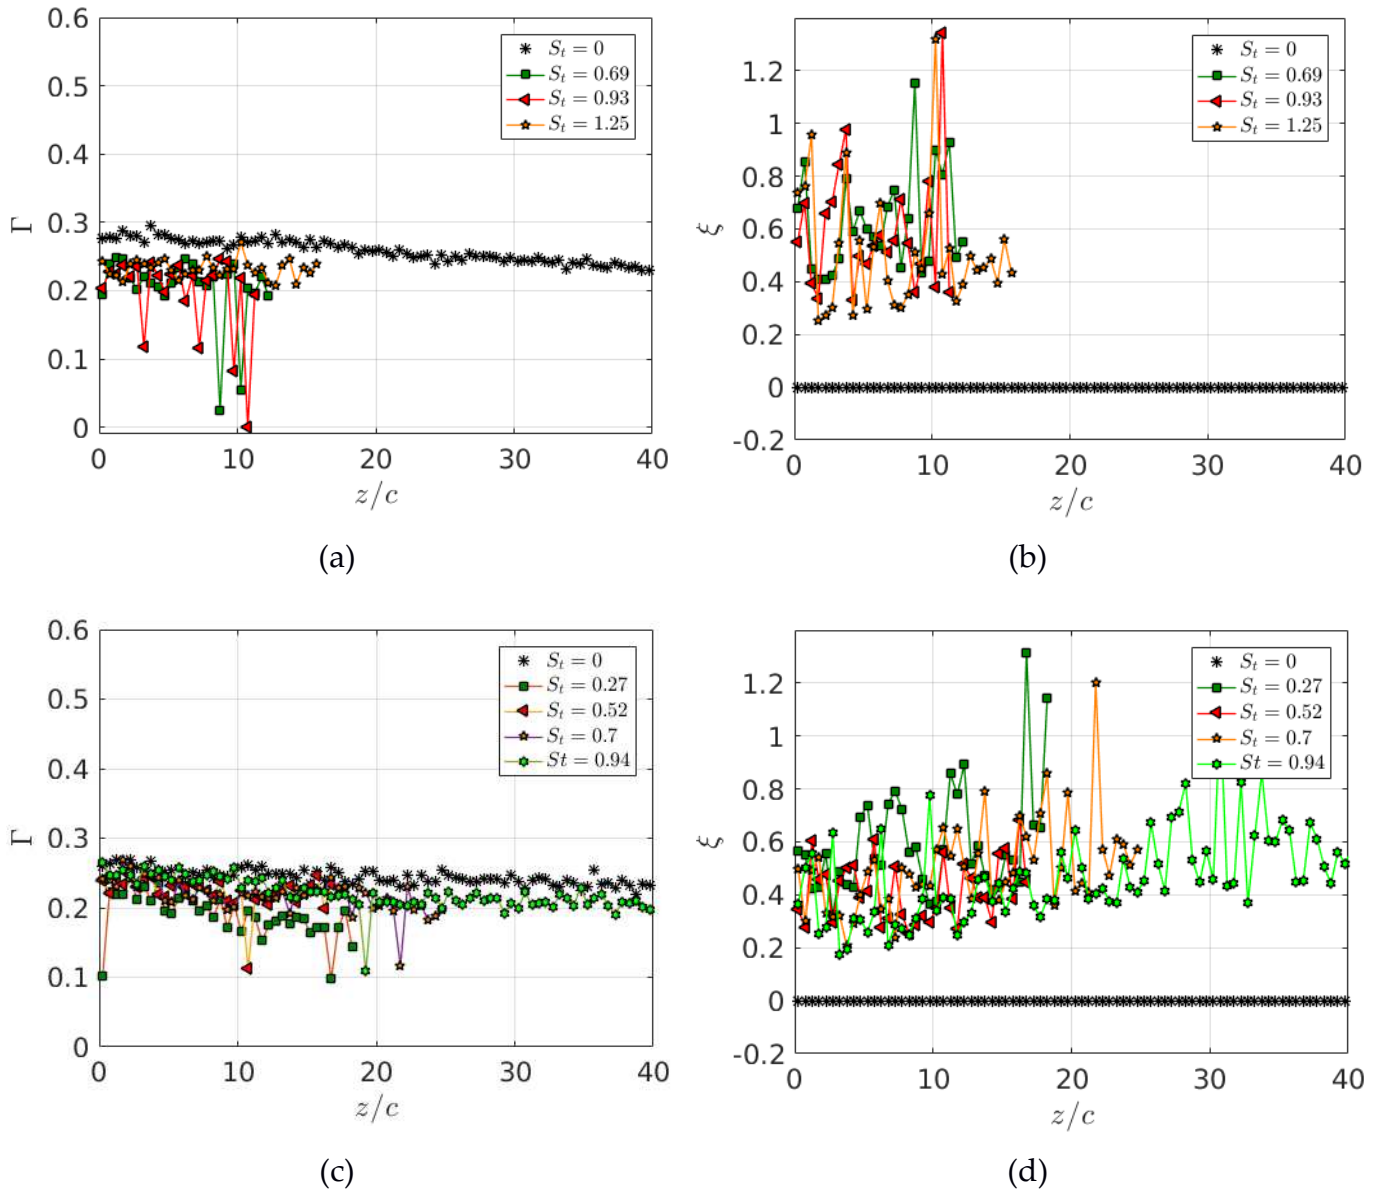 0.6
0.5
0.4
0.3
0.2
0.1
0
Γ
0 10 20 30 40
z/c
S_t = 0
S_t = 0.69
S_t = 0.93
S_t = 1.25
(a)
1.2
1
0.8
0.6
0.4
0.2
0
-0.2
ξ
0 10 20 30 40
z/c
S_t = 0
S_t = 0.69
S_t = 0.93
S_t = 1.25
(b)
0.6
0.5
0.4
0.3
0.2
0.1
0
Γ
0 10 20 30 40
z/c
S_t = 0
S_t = 0.27
S_t = 0.52
S_t = 0.7
St = 0.94
(c)
1.2
1
0.8
0.6
0.4
0.2
0
-0.2
ξ
0 10 20 30 40
z/c
S_t = 0
S_t = 0.27
S_t = 0.52
S_t = 0.7
St = 0.94
(d)